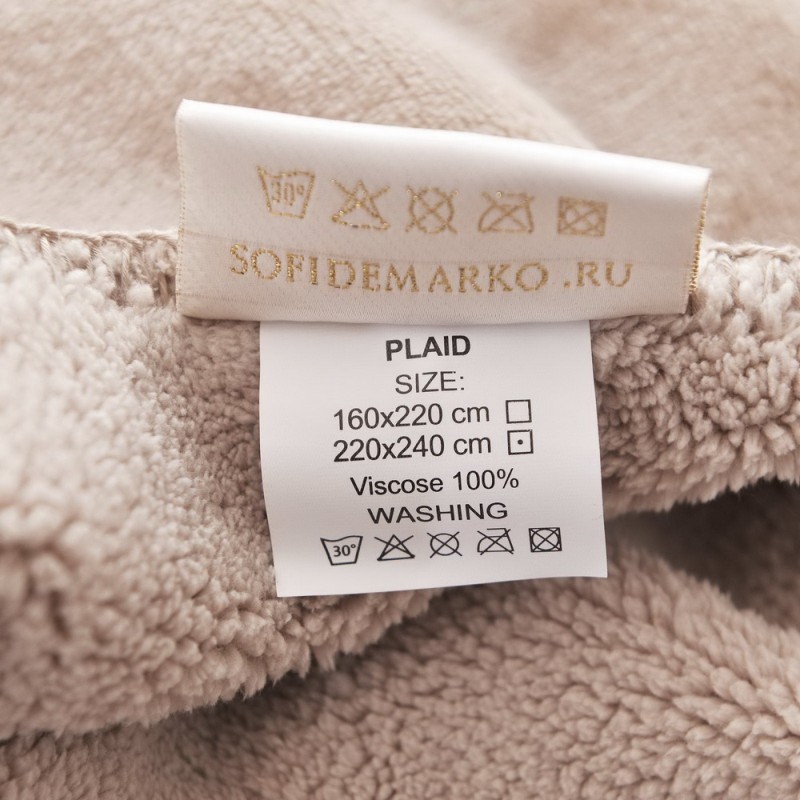 30°
SOFIDEMARKO.RU
PLAID
SIZE:
160x220 cm
220x240 cm
Viscose 100%
WASHING
30°